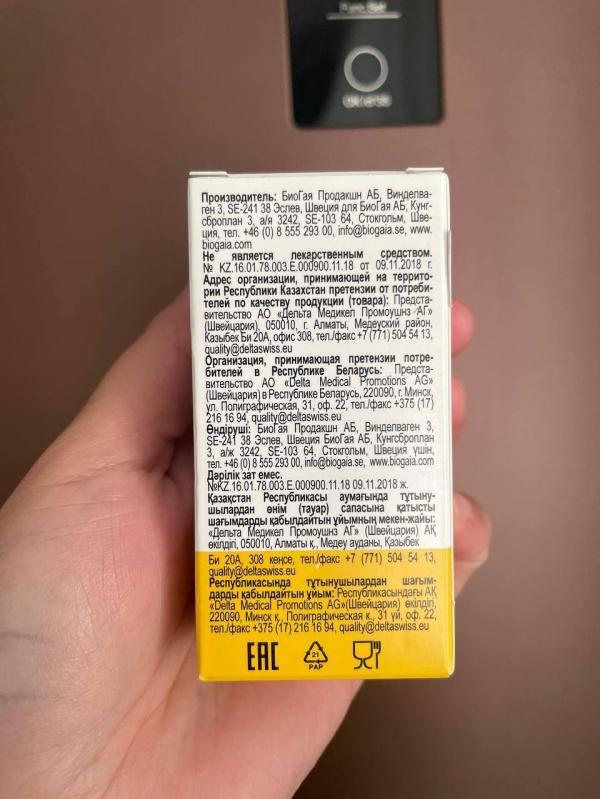 Производитель: БиоГая Продакшн АБ, Винделва-
ген 3, SE-241 38 Эслев, Швеция для БиоГая АБ, Кунг-
сброплан 3, а/я 3242, SE-103 64, Стокгольм, Шве-
ция, тел. +46 (0) 8 555 293 00, info@biogaia.se, www.
biogaia.com
Не является лекарственным средством.
№ KZ.16.01.78.003.E.000900.11.18 от 09.11.2018 г.
Адрес организации, принимающей на террито-
рии Республики Казахстан претензии от потреби-
телей по качеству продукции (товара): Предста-
вительство АО «Дельта Медикел Промоушнз АГ»
(Швейцария), 050010, г. Алматы, Медеуский район,
Казыбек Би 20А, офис 308, тел./факс +7 (771) 504 54 13,
quality@deltaswiss.eu
Организация, принимающая претензии потре-
бителей в Республике Беларусь: Предста-
вительство АО «Delta Medical Promotions AG»
(Швейцария) в Республике Беларусь, 220090, г. Минск,
ул. Полиграфическая, 31, оф. 22, тел./факс +375 (17)
216 16 94, quality@deltaswiss.eu
Өндіруші: БиоГая Продакшн АБ, Винделваген 3,
SE-241 38 Эслев, Швеция БиоГая АБ, Кунгсброплан
3, а/я 3242, SE-103 64, Стокгольм, Швеция үшін,
тел. +46 (0) 8 555 293 00, info@biogaia.se, www.biogaia.com
Дәрілік зат емес.
№KZ.16.01.78.003.E.000900.11.18 09.11.2018 ж.
Қазақстан Республикасы аумағында тұтыну-
шылардан өнім (тауар) сапасына қатысты
шағымдарды қабылдайтын ұйымның мекен-жайы:
«Дельта Медикел Промоушнз АГ» (Швейцария) АҚ
өкілдігі, 050010, Алматы қ., Медеу ауданы, Қазыбек
Би 20А, 308 кеңсе, тел./факс +7 (771) 504 54 13,
quality@deltaswiss.eu
Республикасында тұтынушылардан шағым-
дарды қабылдайтын ұйым: Республикасындағы АҚ
«Delta Medical Promotions AG»(Швейцария) өкілдігі,
220090, Минск қ., Полиграфическая к., 31 үй, оф. 22,
тел./факс +375 (17) 216 16 94, quality@deltaswiss.eu
EAC
21
PAP